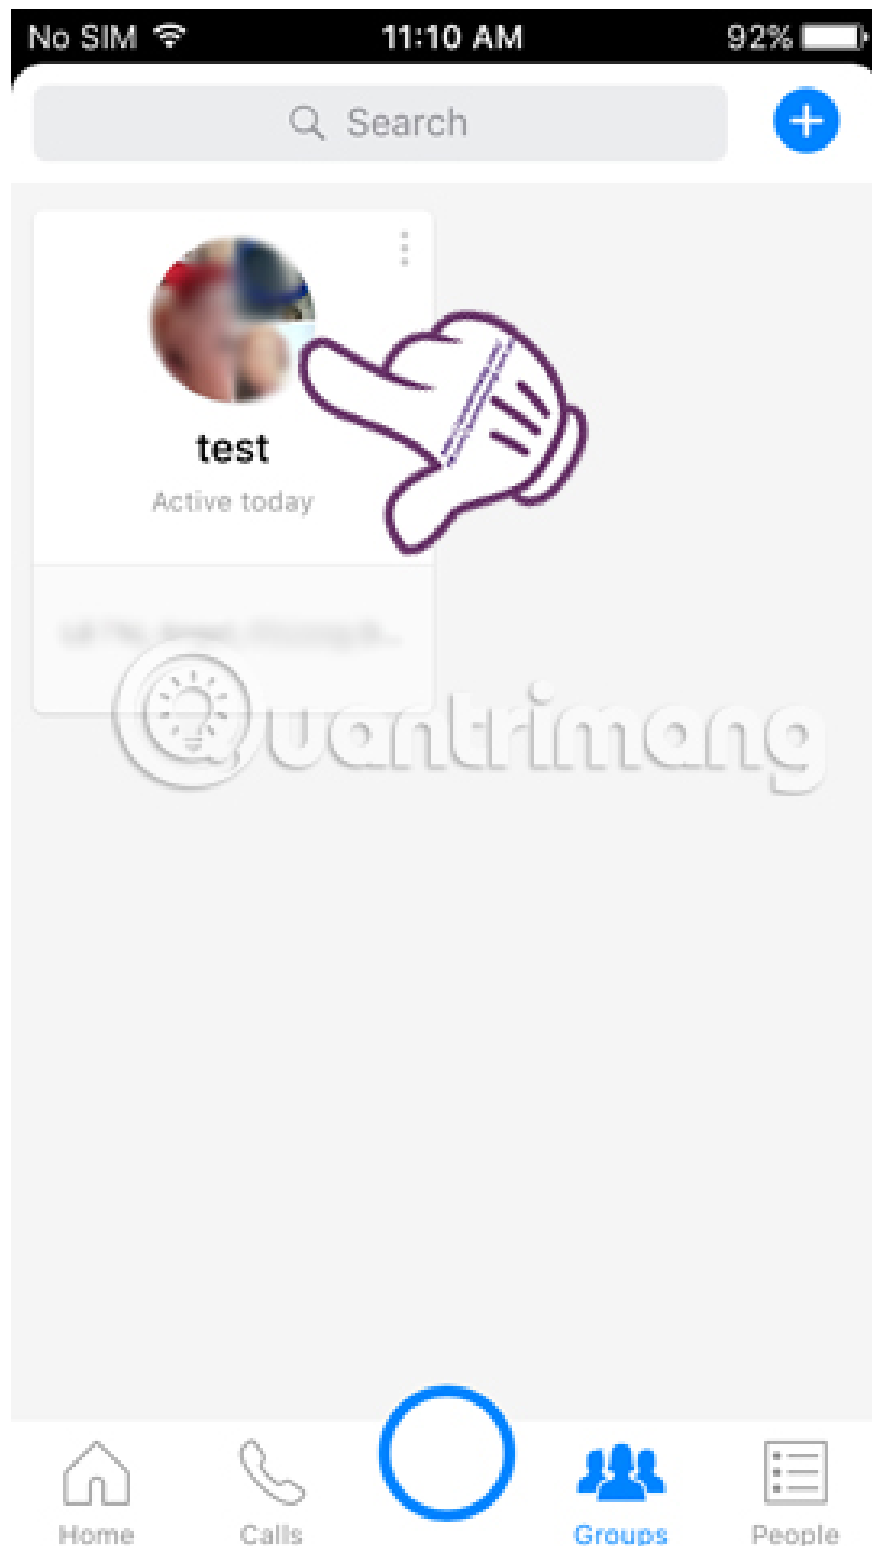 No SIM 11:10 AM 92%
Search
test
Active today
Quantrimang
Home Calls Groups People